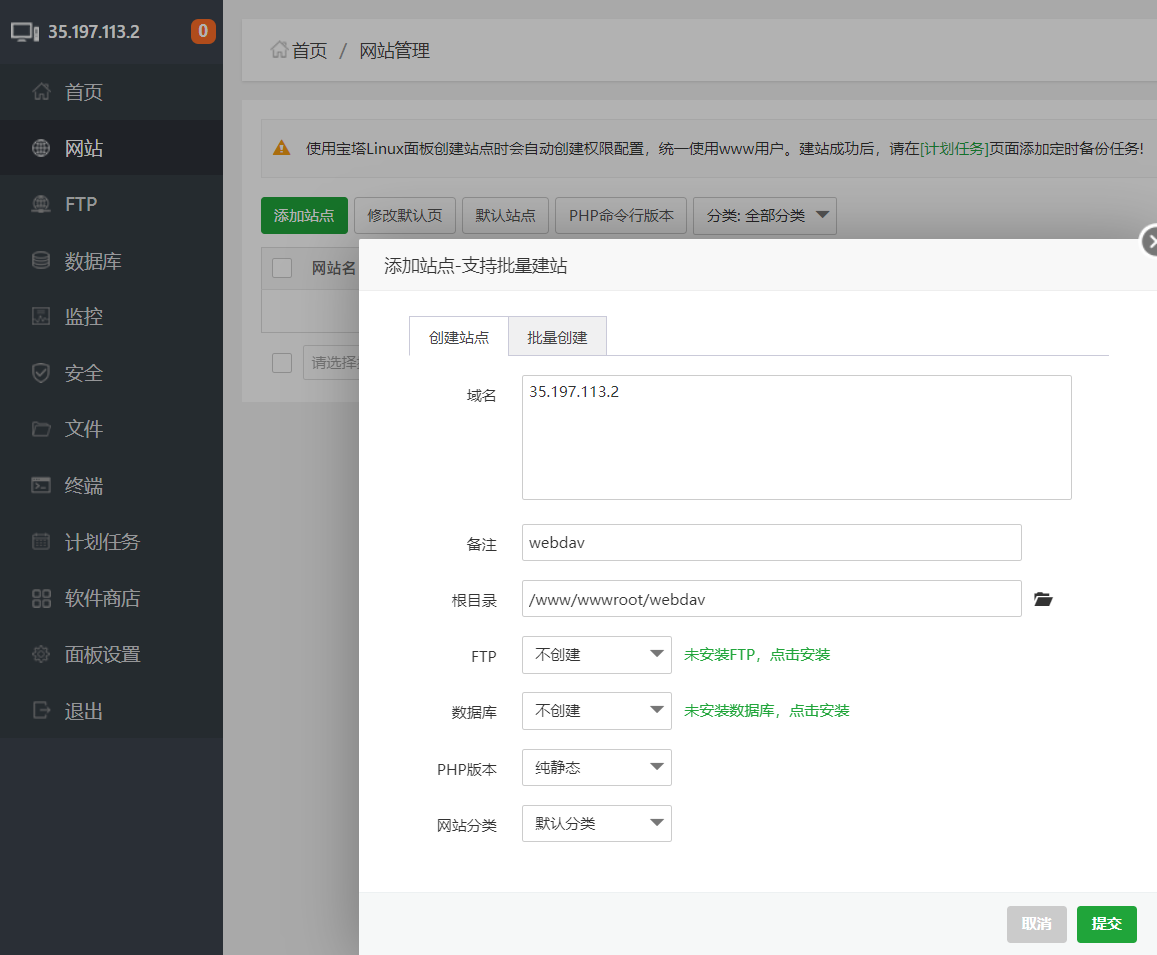 35.197.113.2
0
首页
网站
FTP
数据库
监控
安全
文件
终端
计划任务
软件商店
面板设置
退出
首页 / 网站管理
使用宝塔Linux面板创建站点时会自动创建权限配置，统一使用www用户。建站成功后，请在[计划任务]页面添加定时备份任务!
添加站点 修改默认页 默认站点 PHP命令行版本 分类: 全部分类
网站名
请选择
添加站点-支持批量建站
创建站点 批量创建
域名 35.197.113.2
备注 webdav
根目录 /www/wwwroot/webdav
FTP 不创建 未安装FTP，点击安装
数据库 不创建 未安装数据库，点击安装
PHP版本 纯静态
网站分类 默认分类
取消 提交